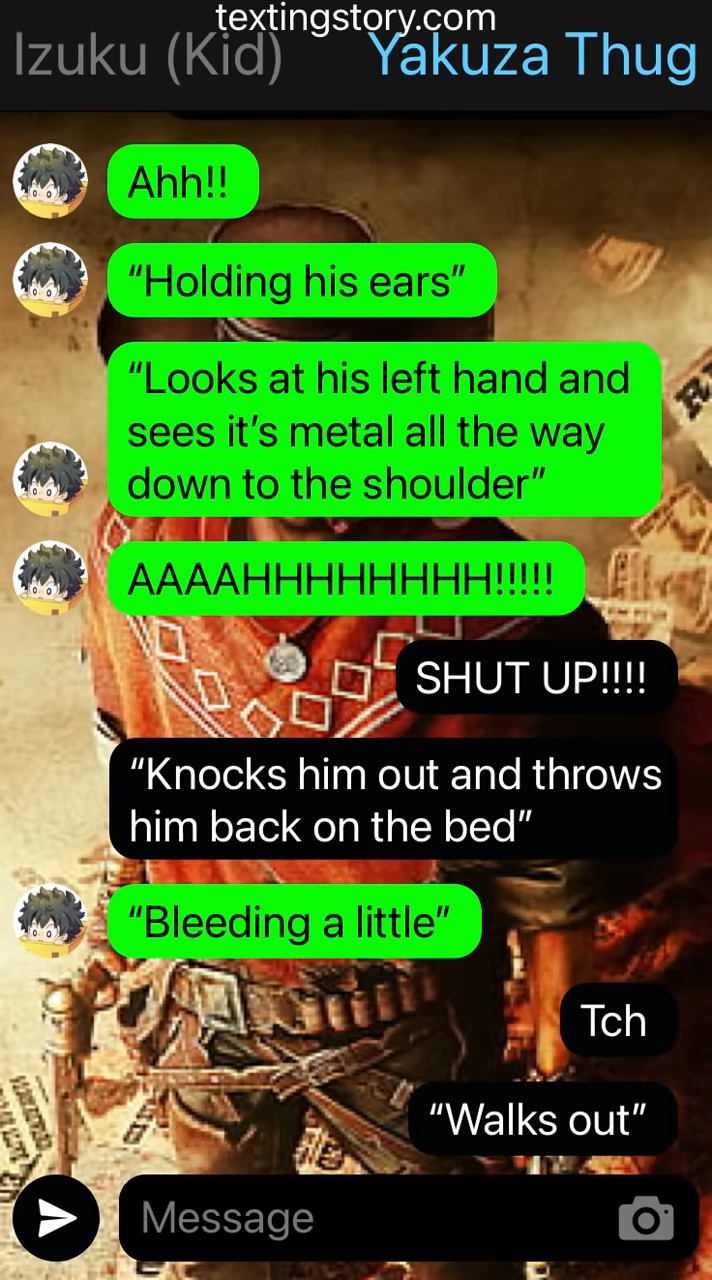 textingstory.com
Izuku (Kid)
Yakuza Thug
Ahh!!
“Holding his ears”
“Looks at his left hand and
sees it’s metal all the way
down to the shoulder”
AAAAHHHHHHHH!!!!!
SHUT UP!!!!
“Knocks him out and throws
him back on the bed”
“Bleeding a little”
Tch
“Walks out”
Message